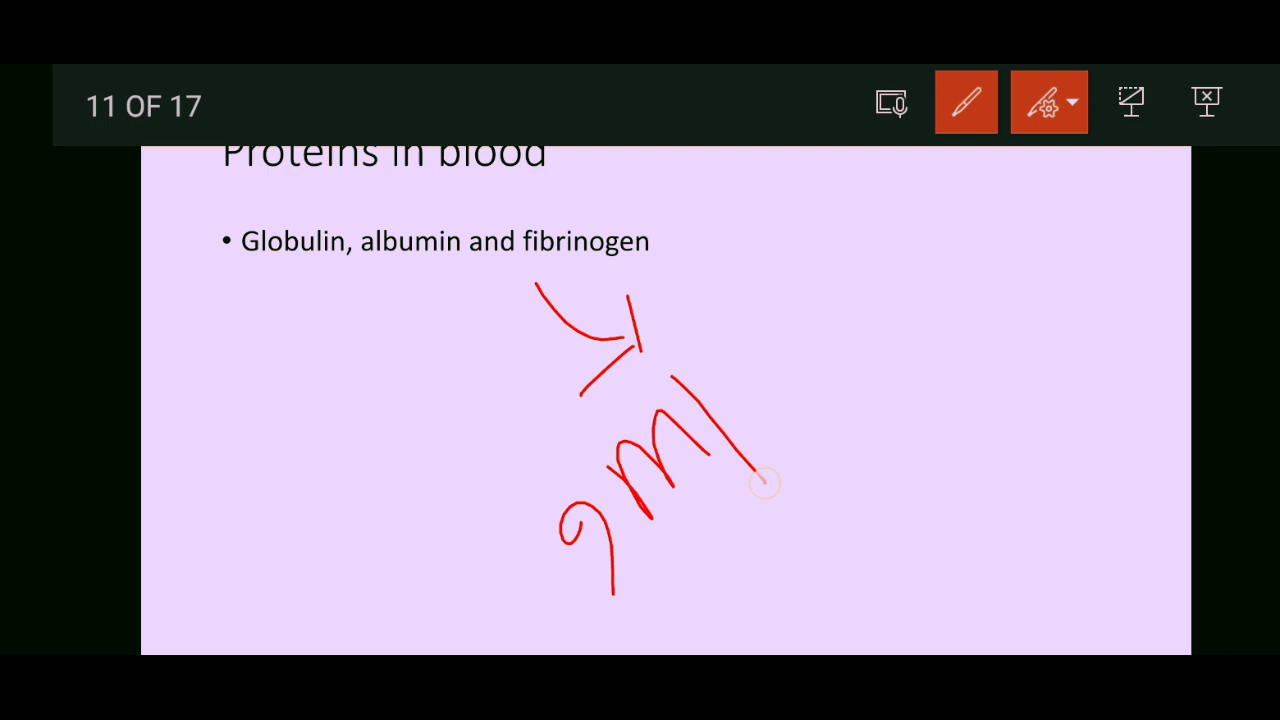 11 OF 17
Proteins in blood
• Globulin, albumin and fibrinogen